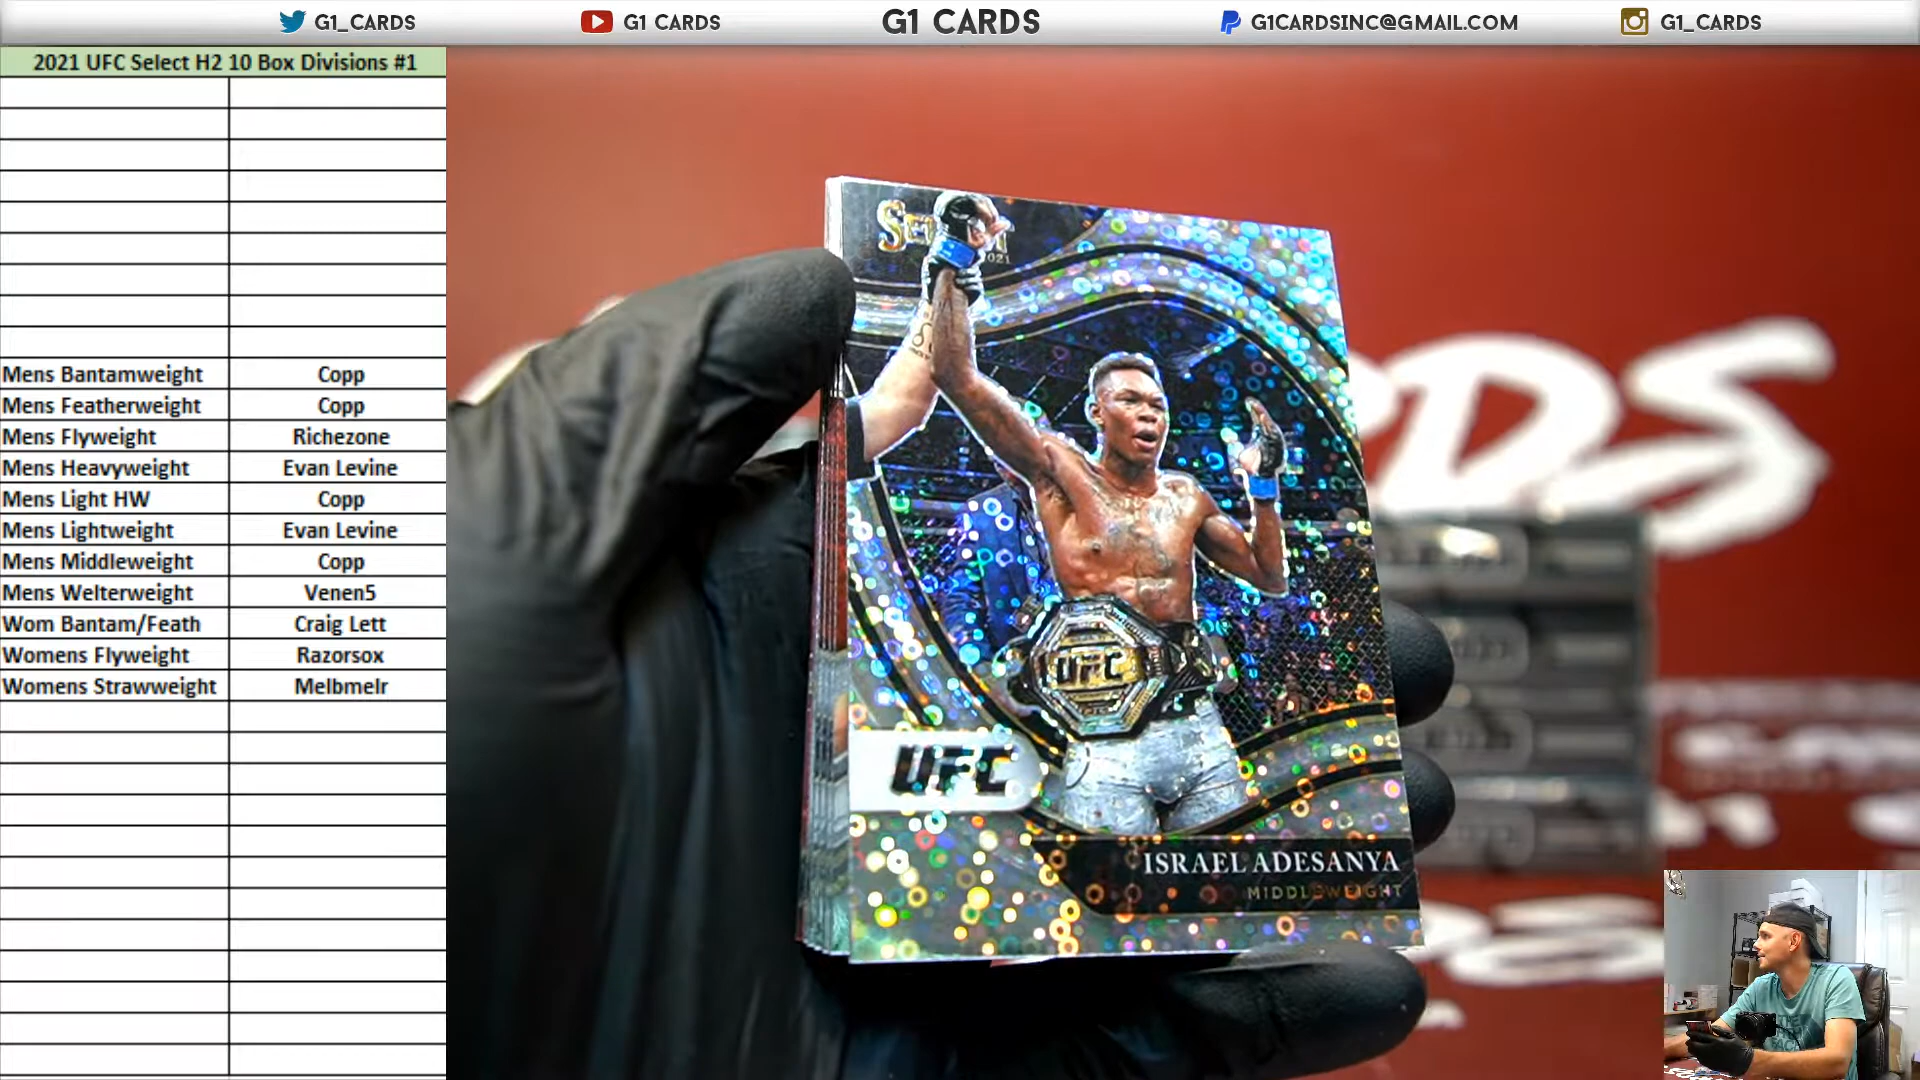 G1_CARDS
G1 CARDS
G1 CARDS
G1CARDSINC@GMAIL.COM
G1_CARDS
2021 UFC Select H2 10 Box Divisions #1
Mens Bantamweight Copp
Mens Featherweight Copp
Mens Flyweight Richezone
Mens Heavyweight Evan Levine
Mens Light HW Copp
Mens Lightweight Evan Levine
Mens Middleweight Copp
Mens Welterweight Venen5
Wom Bantam/Feath Craig Lett
Womens Flyweight Razorsox
Womens Strawweight Melbmelr
2021
UFC
UFC
ISRAEL ADESANYA
MIDDLEWEIGHT